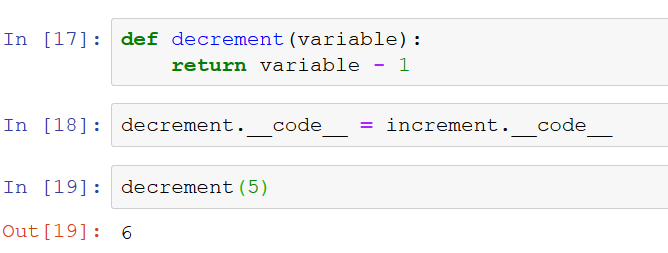 In [17]: def decrement(variable):
    return variable - 1
In [18]: decrement.__code__ = increment.__code__
In [19]: decrement(5)
Out[19]: 6